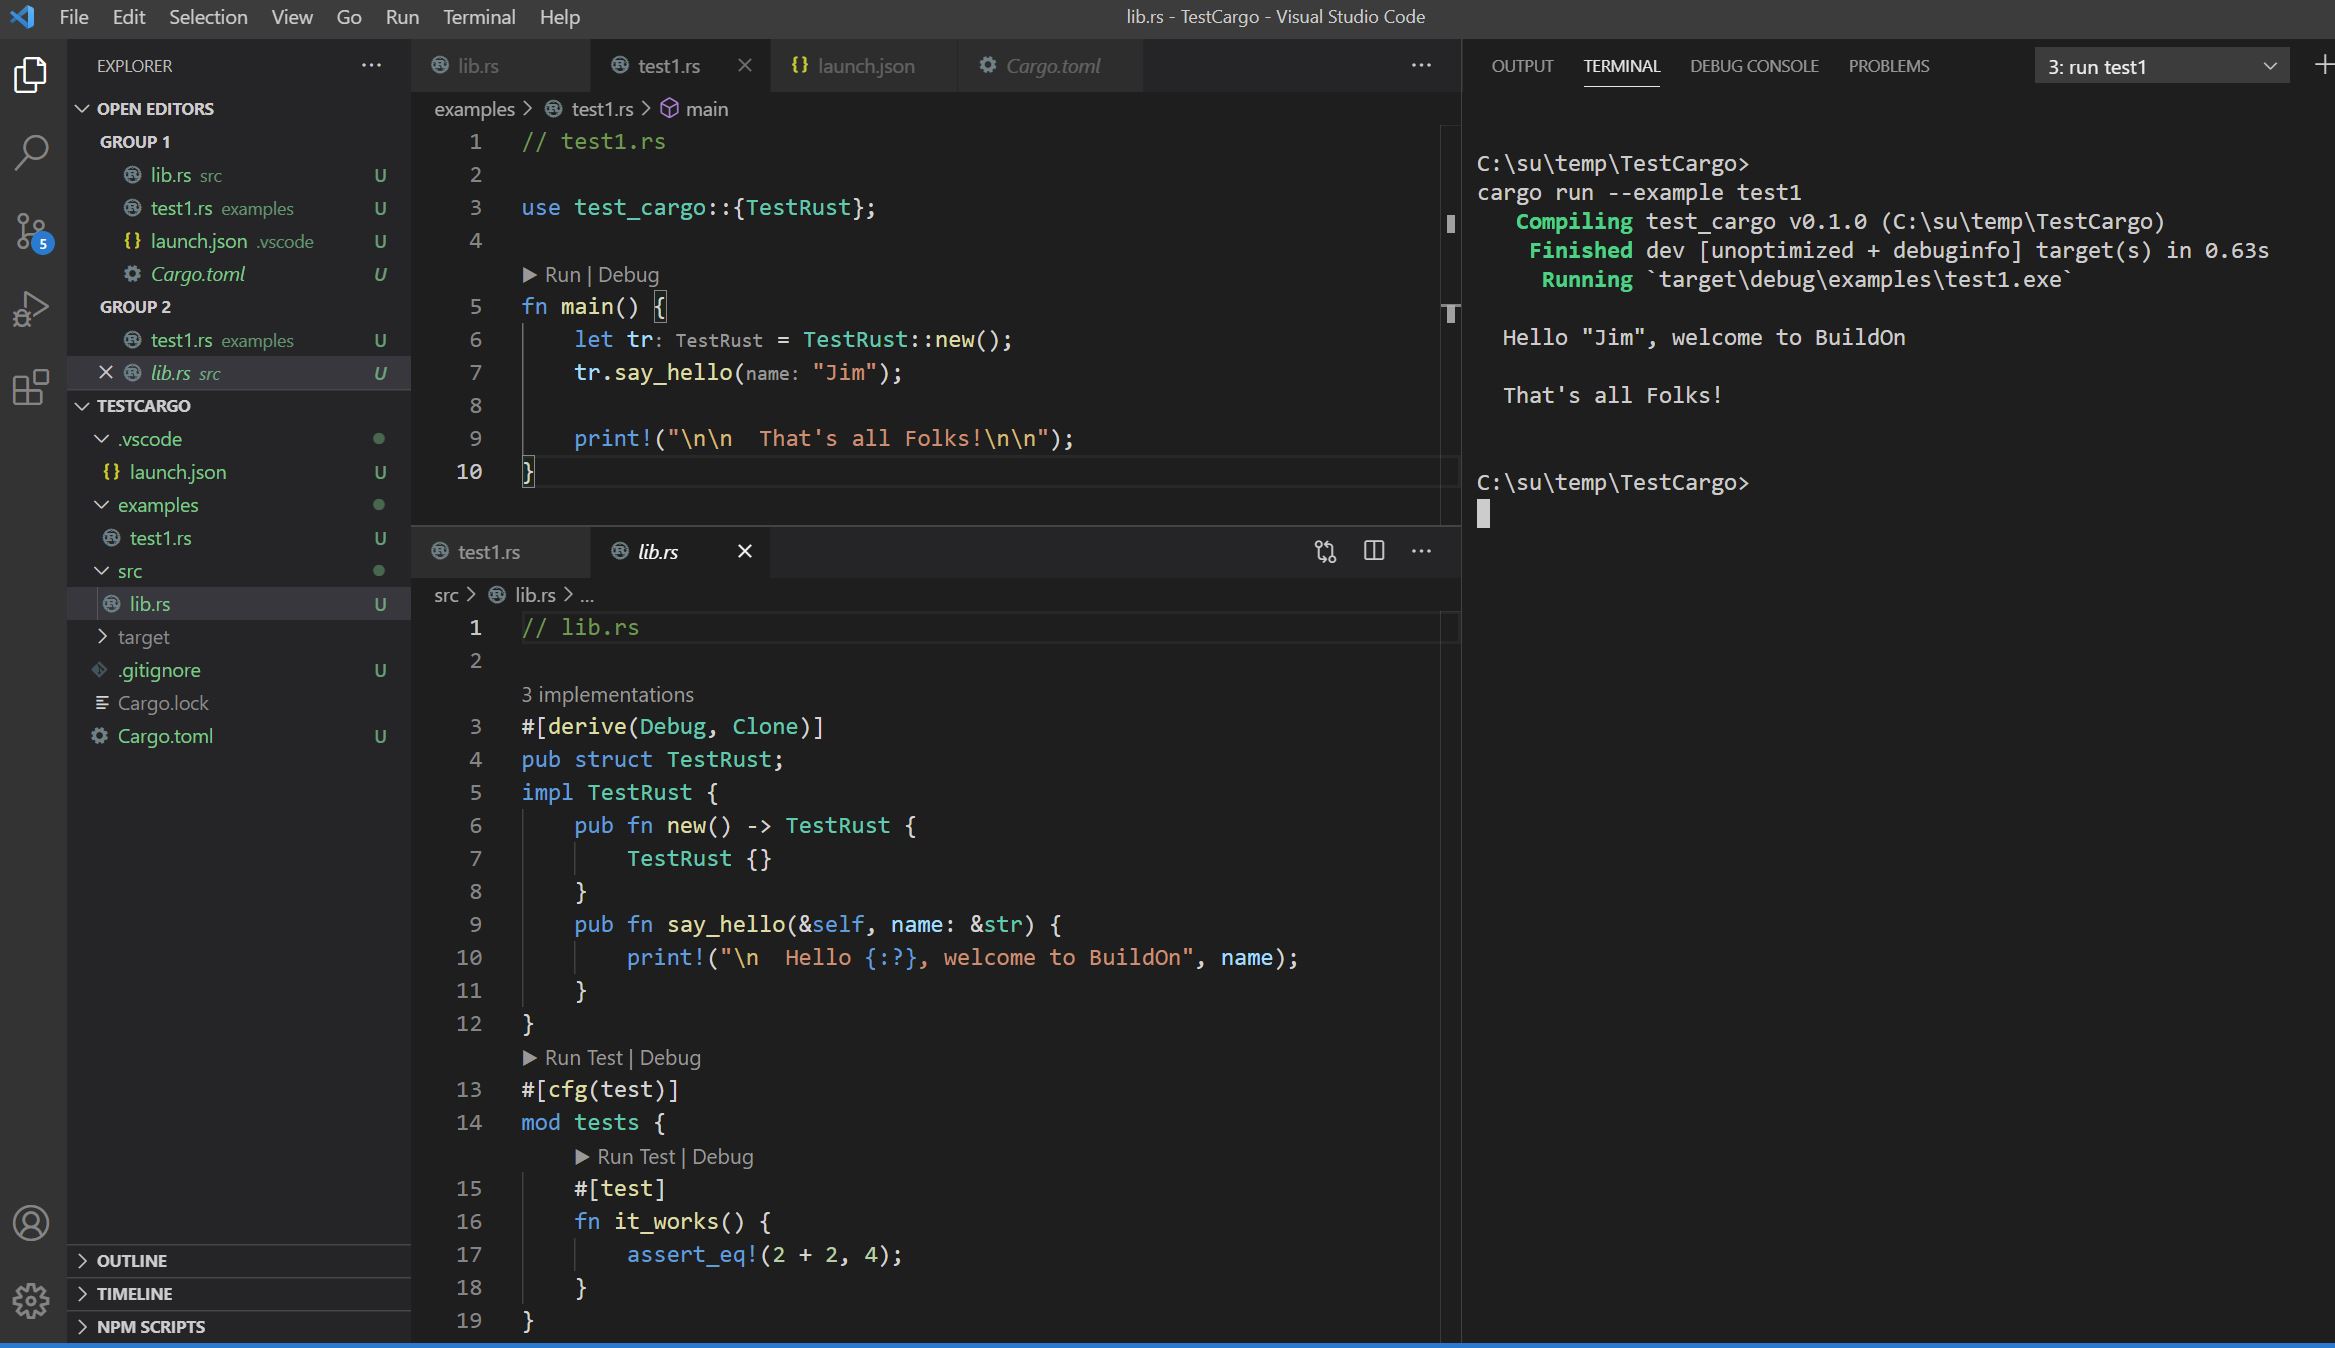 File Edit Selection View Go Run Terminal Help
lib.rs - TestCargo - Visual Studio Code
EXPLORER
OPEN EDITORS
GROUP 1
lib.rs src U
test1.rs examples U
{} launch.json .vscode U
Cargo.toml U
GROUP 2
test1.rs examples U
lib.rs src U
TESTCARGO
.vscode
{} launch.json U
examples
test1.rs U
src
lib.rs U
target
.gitignore U
Cargo.lock
Cargo.toml U
OUTLINE
TIMELINE
NPM SCRIPTS
5
lib.rs test1.rs {} launch.json Cargo.toml
examples > test1.rs > main
1 // test1.rs
2
3 use test_cargo::{TestRust};
4
Run | Debug
5 fn main() {
6 let tr: TestRust = TestRust::new();
7 tr.say_hello(name: "Jim");
8
9 print!("\n\n  That's all Folks!\n\n");
10 }
test1.rs lib.rs
src > lib.rs > ...
1 // lib.rs
2
3 implementations
3 #[derive(Debug, Clone)]
4 pub struct TestRust;
5 impl TestRust {
6 pub fn new() -> TestRust {
7 TestRust {}
8 }
9 pub fn say_hello(&self, name: &str) {
10 print!("\n  Hello {:?}, welcome to BuildOn", name);
11 }
12 }
Run Test | Debug
13 #[cfg(test)]
14 mod tests {
Run Test | Debug
15 #[test]
16 fn it_works() {
17 assert_eq!(2 + 2, 4);
18 }
19 }
OUTPUT TERMINAL DEBUG CONSOLE PROBLEMS 3: run test1
C:\su\temp\TestCargo>
cargo run --example test1
Compiling test_cargo v0.1.0 (C:\su\temp\TestCargo)
Finished dev [unoptimized + debuginfo] target(s) in 0.63s
Running `target\debug\examples\test1.exe`
Hello "Jim", welcome to BuildOn
That's all Folks!
C:\su\temp\TestCargo>